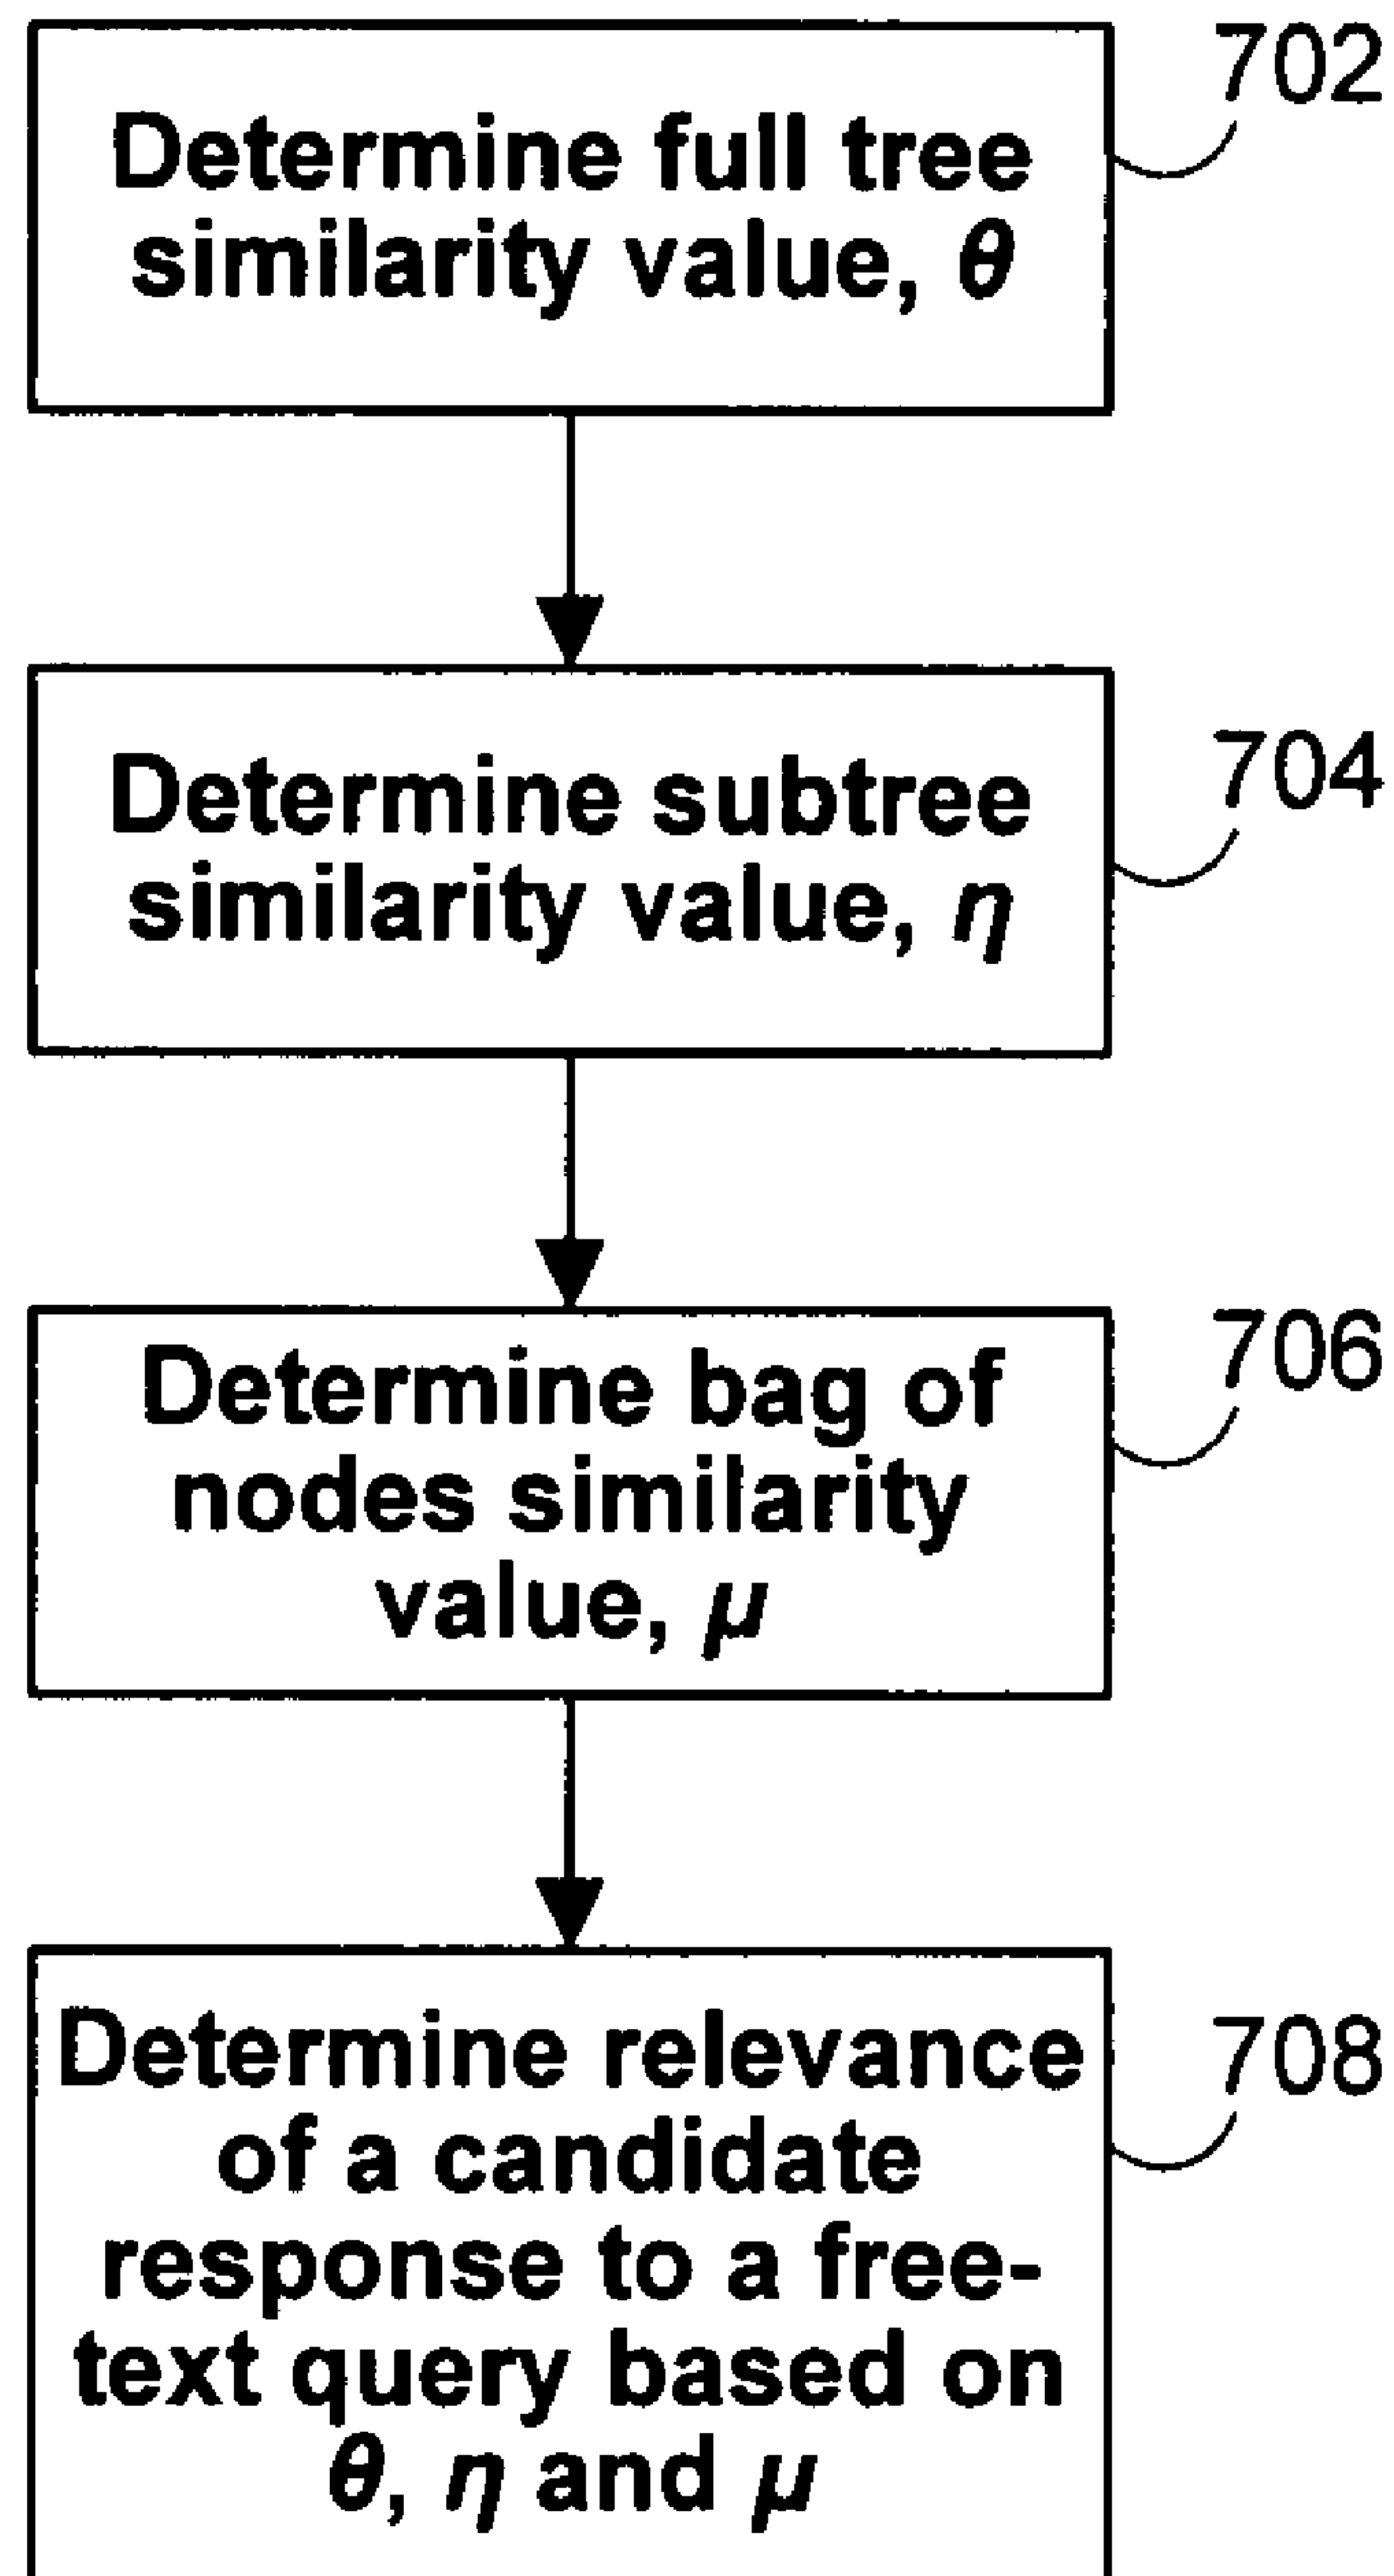 702
Determine full tree
similarity value, θ
704
Determine subtree
similarity value, η
706
Determine bag of
nodes similarity
value, μ
708
Determine relevance
of a candidate
response to a free-
text query based on
θ, η and μ